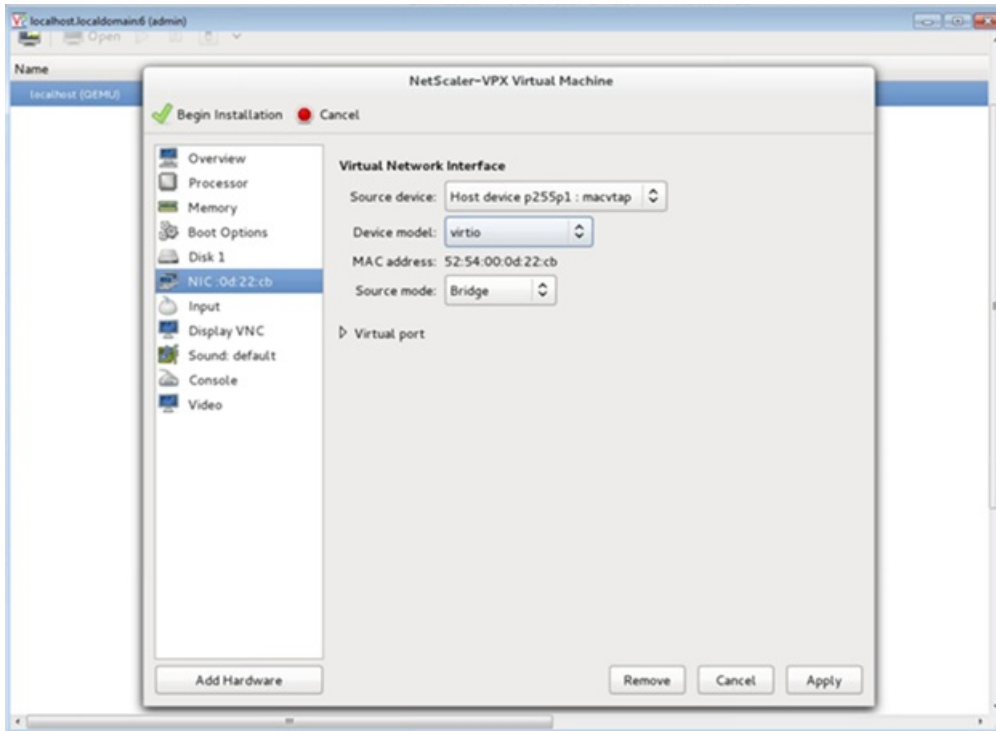 localhost.localdomain6 (admin)
Open
Name
localhost (QEMU)
NetScaler-VPX Virtual Machine
Begin Installation Cancel
Overview
Processor
Memory
Boot Options
Disk 1
NIC :0d:22:cb
Input
Display VNC
Sound: default
Console
Video
Virtual Network Interface
Source device: Host device p255p1 : macvtap
Device model: virtio
MAC address: 52:54:00:0d:22:cb
Source mode: Bridge
Virtual port
Add Hardware
Remove Cancel Apply